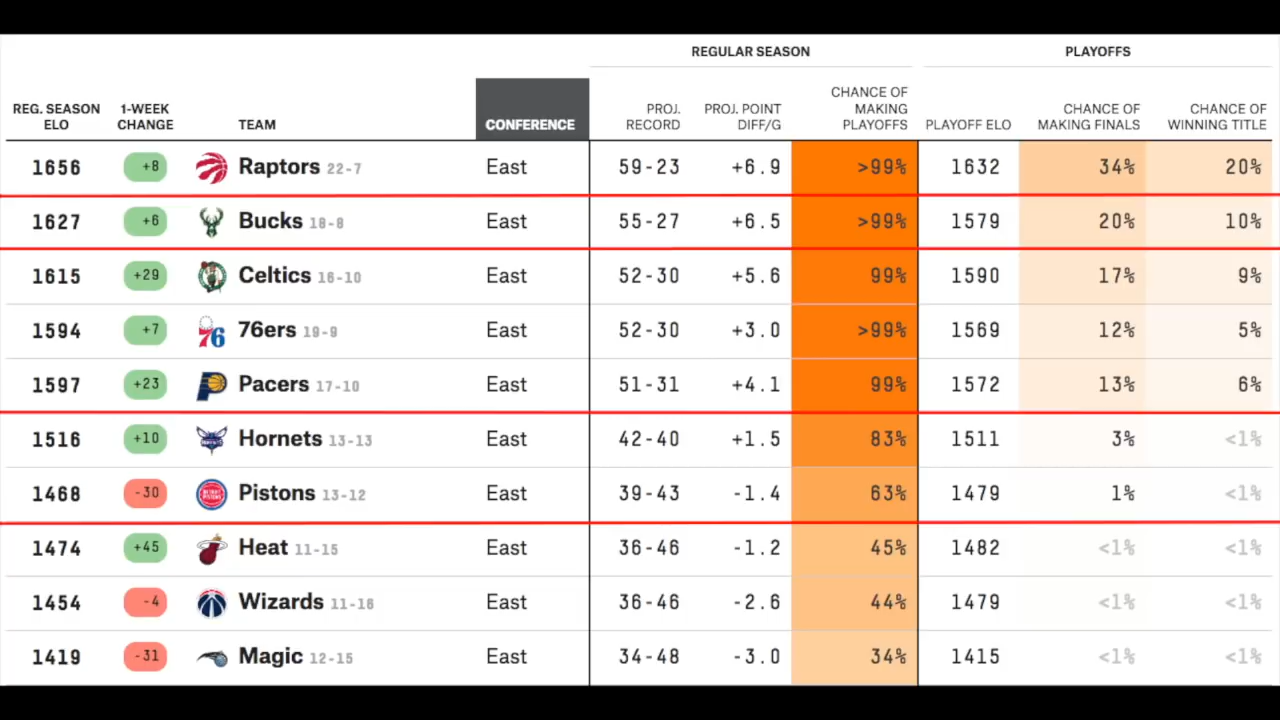 REGULAR SEASON PLAYOFFS
REG. SEASON ELO 1-WEEK CHANGE TEAM CONFERENCE PROJ. RECORD PROJ. POINT DIFF/G CHANCE OF MAKING PLAYOFFS PLAYOFF ELO CHANCE OF MAKING FINALS CHANCE OF WINNING TITLE
1656 +8 Raptors 22-7 East 59-23 +6.9 >99% 1632 34% 20%
1627 +6 Bucks 18-8 East 55-27 +6.5 >99% 1579 20% 10%
1615 +29 Celtics 16-10 East 52-30 +5.6 99% 1590 17% 9%
1594 +7 76 76ers 19-9 East 52-30 +3.0 >99% 1569 12% 5%
1597 +23 Pacers 17-10 East 51-31 +4.1 99% 1572 13% 6%
1516 +10 Hornets 13-13 East 42-40 +1.5 83% 1511 3% <1%
1468 -30 Pistons 13-12 East 39-43 -1.4 63% 1479 1% <1%
1474 +45 Heat 11-15 East 36-46 -1.2 45% 1482 <1% <1%
1454 -4 Wizards 11-16 East 36-46 -2.6 44% 1479 <1% <1%
1419 -31 Magic 12-15 East 34-48 -3.0 34% 1415 <1% <1%